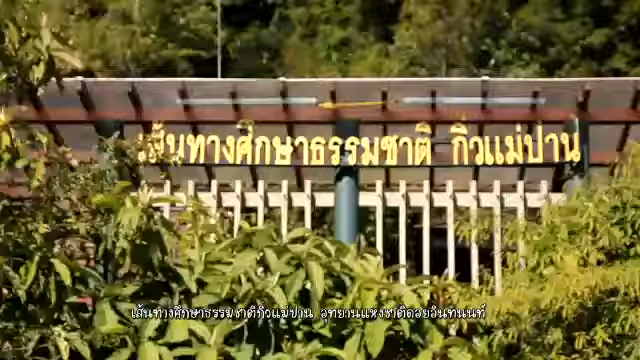 เส้นทางศึกษาธรรมชาติ กิ่วแม่ปาน
เส้นทางศึกษาธรรมชาติกิ่วแม่ปาน อุทยานแห่งชาติดอยอินทนนท์